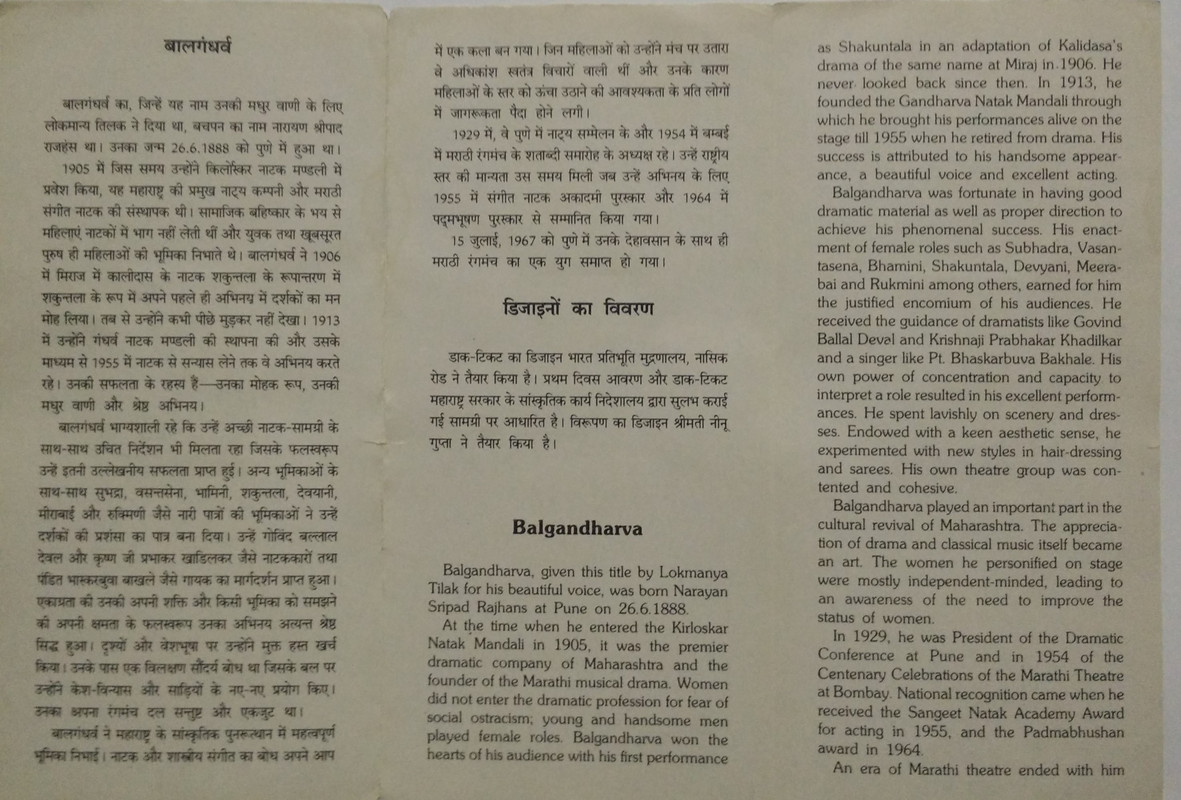 बालगंधर्व
बालगंधर्व का, जिन्हें यह नाम उनकी मधुर वाणी के लिए
लोकमान्य तिलक ने दिया था, बचपन का नाम नारायण श्रीपाद
राजहंस था। उनका जन्म 26.6.1888 को पुणे में हुआ था।
1905 में जिस समय उन्होंने किर्लोस्कर नाटक मण्डली में
प्रवेश किया, यह महाराष्ट्र की प्रमुख नाट्य कम्पनी और मराठी
संगीत नाटक की संस्थापक थी। सामाजिक बहिष्कार के भय से
महिलाएं नाटकों में भाग नहीं लेती थीं और युवक तथा खूबसूरत
पुरुष ही महिलाओं की भूमिका निभाते थे। बालगंधर्व ने 1906
में मिराज में कालीदास के नाटक शकुन्तला के रूपान्तरण में
शकुन्तला के रूप में अपने पहले ही अभिनय में दर्शकों का मन
मोह लिया। तब से उन्होंने कभी पीछे मुड़कर नहीं देखा। 1913
में उन्होंने गंधर्व नाटक मण्डली की स्थापना की और उसके
माध्यम से 1955 में नाटक से सन्यास लेने तक वे अभिनय करते
रहे। उनकी सफलता के रहस्य हैं—उनका मोहक रूप, उनकी
मधुर वाणी और श्रेष्ठ अभिनय।
बालगंधर्व भाग्यशाली रहे कि उन्हें अच्छी नाटक-सामग्री के
साथ-साथ उचित निर्देशन भी मिलता रहा जिसके फलस्वरूप
उन्हें इतनी उल्लेखनीय सफलता प्राप्त हुई। अन्य भूमिकाओं के
साथ-साथ सुभद्रा, वसन्तसेना, भामिनी, शकुन्तला, देवयानी,
मीराबाई और रुक्मिणी जैसे नारी पात्रों की भूमिकाओं ने उन्हें
दर्शकों की प्रशंसा का पात्र बना दिया। उन्हें गोविंद बल्लाल
देवल और कृष्ण जी प्रभाकर खाडिलकर जैसे नाटककारों तथा
पंडित भास्करबुवा बाखले जैसे गायक का मार्गदर्शन प्राप्त हुआ।
एकाग्रता की उनकी अपनी शक्ति और किसी भूमिका को समझने
की अपनी क्षमता के फलस्वरूप उनका अभिनय अत्यन्त श्रेष्ठ
सिद्ध हुआ। दृश्यों और वेशभूषा पर उन्होंने मुक्त हस्त खर्च
किया। उनके पास एक विलक्षण सौंदर्य बोध था जिसके बल पर
उन्होंने केश-विन्यास और साड़ियों के नए-नए प्रयोग किए।
उनका अपना रंगमंच दल सन्तुष्ट और एकजुट था।
बालगंधर्व ने महाराष्ट्र के सांस्कृतिक पुनरूत्थान में महत्वपूर्ण
भूमिका निभाई। नाटक और शास्त्रीय संगीत का बोध अपने आप
में एक कला बन गया। जिन महिलाओं को उन्होंने मंच पर उतारा
वे अधिकांश स्वतंत्र विचारों वाली थीं और उनके कारण
महिलाओं के स्तर को ऊंचा उठाने की आवश्यकता के प्रति लोगों
में जागरूकता पैदा होने लगी।
1929 में, वे पुणे में नाट्य सम्मेलन के और 1954 में बम्बई
में मराठी रंगमंच के शताब्दी समारोह के अध्यक्ष रहे। उन्हें राष्ट्रीय
स्तर की मान्यता उस समय मिली जब उन्हें अभिनय के लिए
1955 में संगीत नाटक अकादमी पुरस्कार और 1964 में
पद्मभूषण पुरस्कार से सम्मानित किया गया।
15 जुलाई, 1967 को पुणे में उनके देहावसान के साथ ही
मराठी रंगमंच का एक युग समाप्त हो गया।
डिजाइनों का विवरण
डाक-टिकट का डिजाइन भारत प्रतिभूति मुद्रणालय, नासिक
रोड ने तैयार किया है। प्रथम दिवस आवरण और डाक-टिकट
महाराष्ट्र सरकार के सांस्कृतिक कार्य निदेशालय द्वारा सुलभ कराई
गई सामग्री पर आधारित है। विरूपण का डिजाइन श्रीमती नीनू
गुप्ता ने तैयार किया है।
Balgandharva
Balgandharva, given this title by Lokmanya
Tilak for his beautiful voice, was born Narayan
Sripad Rajhans at Pune on 26.6.1888.
At the time when he entered the Kirloskar
Natak Mandali in 1905, it was the premier
dramatic company of Maharashtra and the
founder of the Marathi musical drama. Women
did not enter the dramatic profession for fear of
social ostracism; young and handsome men
played female roles. Balgandharva won the
hearts of his audience with his first performance
as Shakuntala in an adaptation of Kalidasa's
drama of the same name at Miraj in 1906. He
never looked back since then. In 1913, he
founded the Gandharva Natak Mandali through
which he brought his performances alive on the
stage till 1955 when he retired from drama. His
success is attributed to his handsome appear-
ance, a beautiful voice and excellent acting.
Balgandharva was fortunate in having good
dramatic material as well as proper direction to
achieve his phenomenal success. His enact-
ment of female roles such as Subhadra, Vasan-
tasena, Bhamini, Shakuntala, Devyani, Meera-
bai and Rukmini among others, earned for him
the justified encomium of his audiences. He
received the guidance of dramatists like Govind
Ballal Deval and Krishnaji Prabhakar Khadilkar
and a singer like Pt. Bhaskarbuva Bakhale. His
own power of concentration and capacity to
interpret a role resulted in his excellent perform-
ances. He spent lavishly on scenery and dres-
ses. Endowed with a keen aesthetic sense, he
experimented with new styles in hair-dressing
and sarees. His own theatre group was con-
tented and cohesive.
Balgandharva played an important part in the
cultural revival of Maharashtra. The apprecia-
tion of drama and classical music itself became
an art. The women he personified on stage
were mostly independent-minded, leading to
an awareness of the need to improve the
status of women.
In 1929, he was President of the Dramatic
Conference at Pune and in 1954 of the
Centenary Celebrations of the Marathi Theatre
at Bombay. National recognition came when he
received the Sangeet Natak Academy Award
for acting in 1955, and the Padmabhushan
award in 1964.
An era of Marathi theatre ended with him